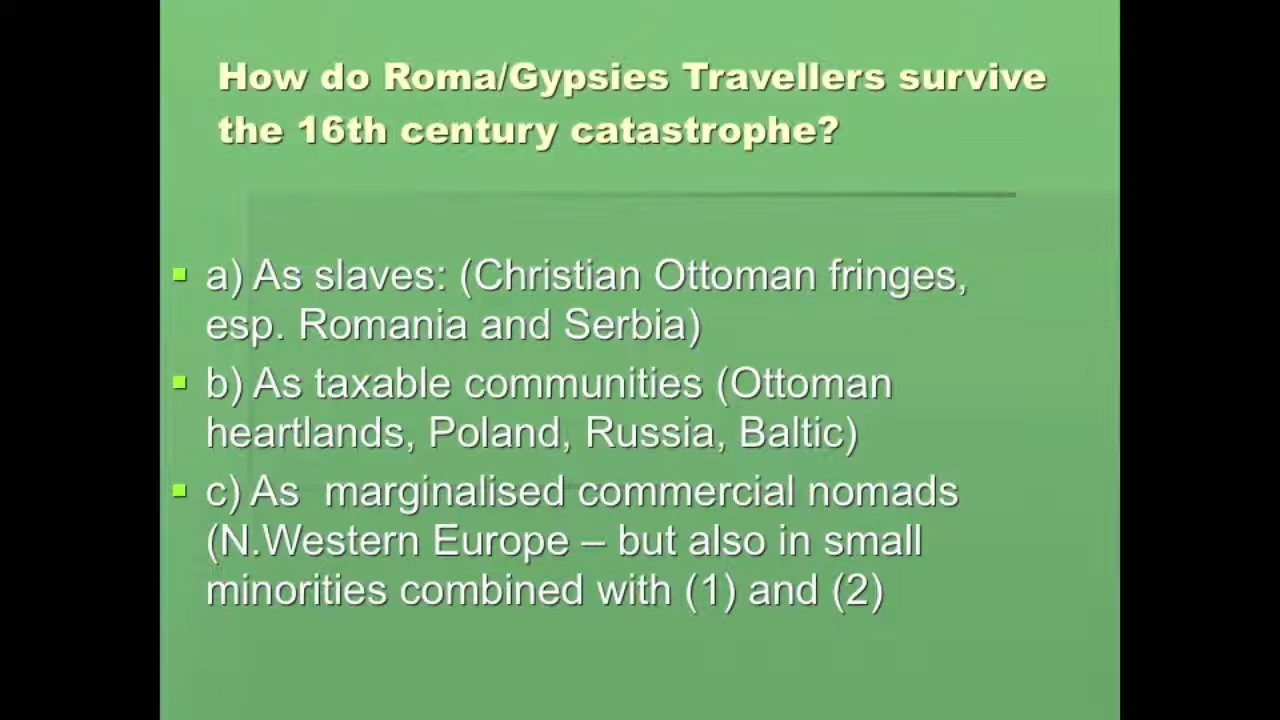 How do Roma/Gypsies Travellers survive
the 16th century catastrophe?
a) As slaves: (Christian Ottoman fringes,
esp. Romania and Serbia)
b) As taxable communities (Ottoman
heartlands, Poland, Russia, Baltic)
c) As  marginalised commercial nomads
(N.Western Europe – but also in small
minorities combined with (1) and (2)